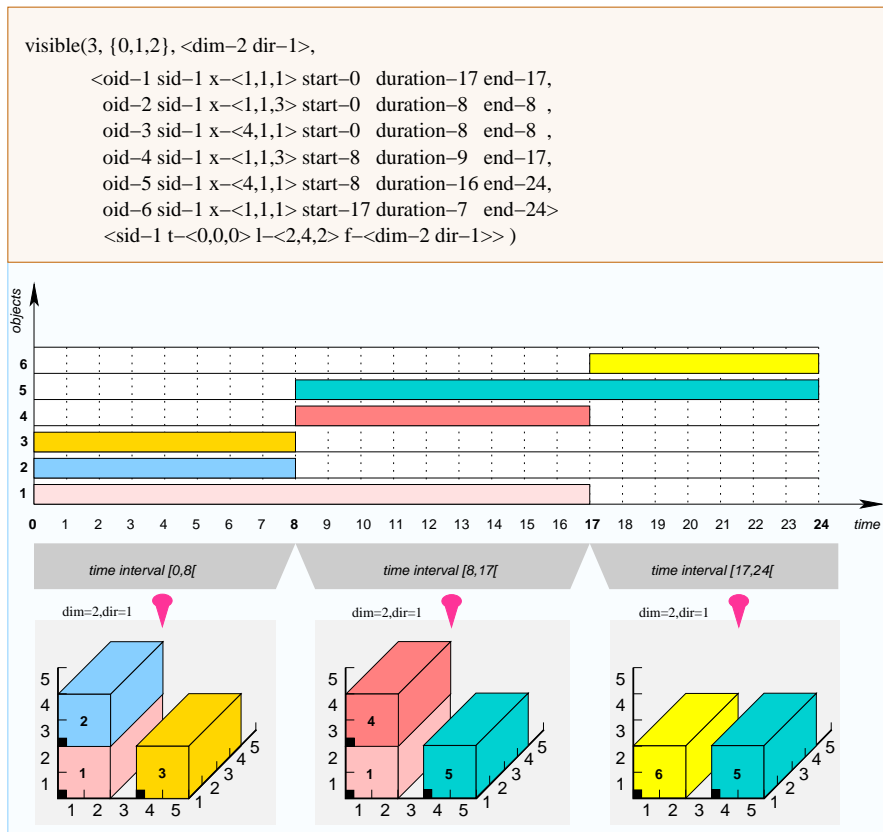 visible(3, {0,1,2}, <dim−2 dir−1>,
<oid−1 sid−1 x−<1,1,1> start−0 duration−17 end−17,
oid−2 sid−1 x−<1,1,3> start−0 duration−8 end−8 ,
oid−3 sid−1 x−<4,1,1> start−0 duration−8 end−8 ,
oid−4 sid−1 x−<1,1,3> start−8 duration−9 end−17,
oid−5 sid−1 x−<4,1,1> start−8 duration−16 end−24,
oid−6 sid−1 x−<1,1,1> start−17 duration−7 end−24>
<sid−1 t−<0,0,0> l−<2,4,2> f−<dim−2 dir−1>> )
objects
6
5
4
3
2
1
0 1 2 3 4 5 6 7 8 9 10 11 12 13 14 15 16 17 18 19 20 21 22 23 24 time
time interval [0,8[ time interval [8,17[ time interval [17,24[
dim=2,dir=1 dim=2,dir=1 dim=2,dir=1
5
4
3
2
1
2
1
3
1 2 3 4 5
1 2 3 4 5
5
4
3
2
1
4
1
5
1 2 3 4 5
1 2 3 4 5
5
4
3
2
1
6
5
1 2 3 4 5
1 2 3 4 5